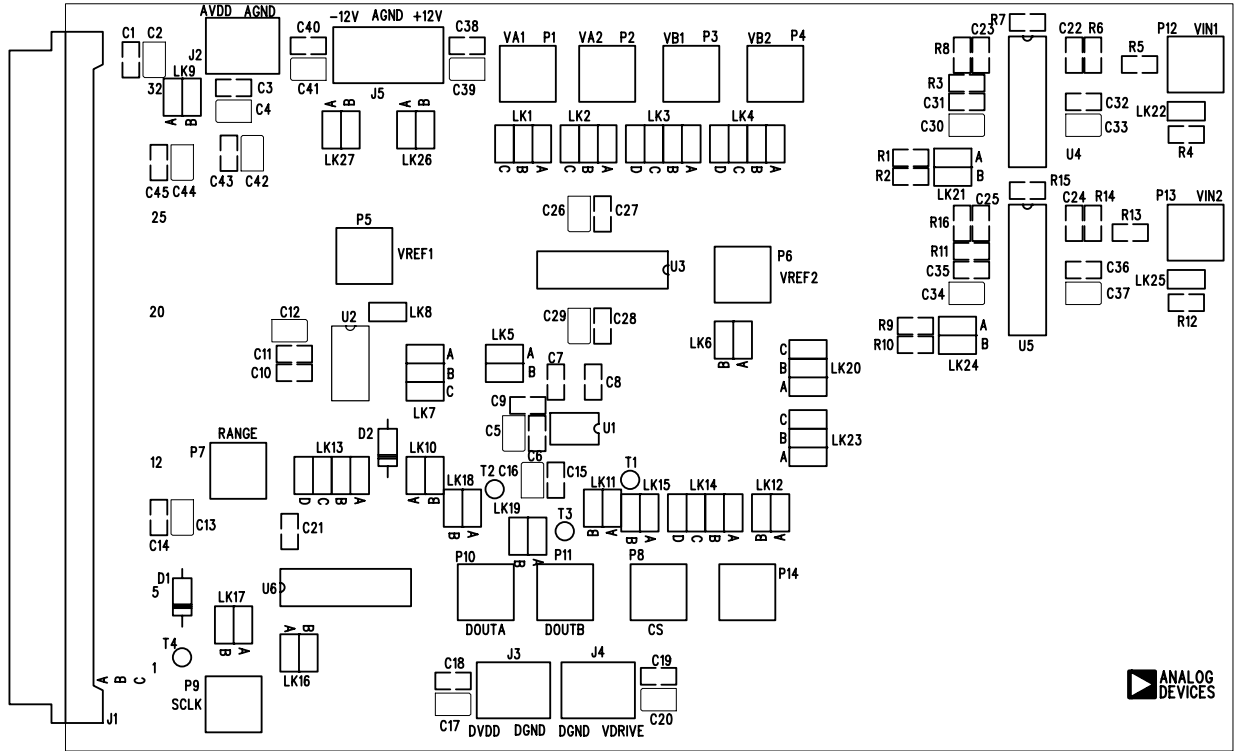 AVDD AGND
-12V AGND +12V
C1 C2
C40
C38
J2
C41
C39
J5
VA1 P1
VA2 P2
VB1 P3
VB2 P4
R7
C23
R8
C22 R6
R5
P12 VIN1
32
LK9
C3
C4
A B
A B
A B
LK27
LK26
R3
C31
C30
C32
C33
U4
LK22
R4
LK1
LK2
LK3
LK4
C B A
C B A
D C B A
D C B A
C45 C44
C43 C42
R1
R2
A
B
LK21
R15
25
C26
C27
R16
C25
C24 R14
R13
P13 VIN2
P5
VREF1
U3
P6
VREF2
R11
C35
C34
C36
C37
LK25
R12
20
U2
LK8
C12
C11
C10
C29
C28
LK5
A
B
LK7
A
B
C
LK6
B A
C
B
A
LK20
R9
R10
A
B
LK24
U5
C7
C8
C9
C5
C6
U1
C
B
A
LK23
RANGE
P7
12
D2
LK13
D C B A
LK10
A B
LK18
B A
T2
C16
C15
LK19
B A
T3
T1
LK11
B A
LK15
B A
LK14
D C B A
LK12
B A
C14
C13
C21
D1
5
LK17
B A
U6
B
A
LK16
P10
DOUTA
P11
DOUTB
P8
CS
P14
T4
1
A B C
J1
P9
SCLK
C18
C17
J3
DVDD DGND
J4
DGND VDRIVE
C19
C20
ANALOG
DEVICES